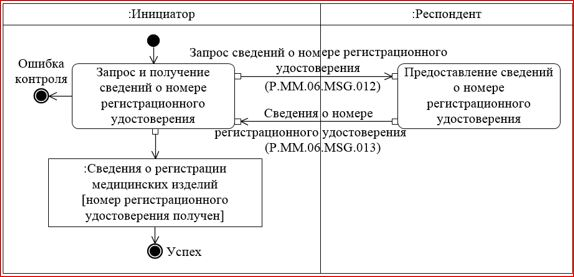 :Инициатор
:Респондент
Ошибка
контроля
Запрос и получение
сведений о номере
регистрационного
удостоверения
Запрос сведений о номере регистрационного
удостоверения
(P.MM.06.MSG.012)
Сведения о номере
регистрационного удостоверения
(P.MM.06.MSG.013)
Предоставление сведений
о номере
регистрационного
удостоверения
:Сведения о регистрации
медицинских изделий
[номер регистрационного
удостоверения получен]
Успех